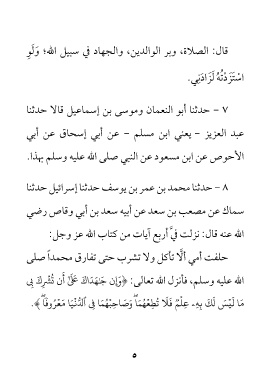 قال: الصلاة، وبر الوالدين، والجهاد في سبيل الله؛ وَلَوِ
اسْتَزَدْتُهُ لَزَادَنِي.
٧ – حدثنا أبو النعمان وموسى بن إسماعيل قالا حدثنا
عبد العزيز – يعني ابن مسلم – عن أبي إسحاق عن أبي
الأحوص عن ابن مسعود عن النبي صلى الله عليه وسلم بهذا.
٨ – حدثنا محمد بن عمر بن يوسف حدثنا إسرائيل حدثنا
سماك عن مصعب بن سعد عن أبيه سعد بن أبي وقاص رضي
الله عنه قال: نزلت فيَّ أربع آيات من كتاب الله عز وجل:
حلفت أمي ألَّا تأكل ولا تشرب حتى تفارق محمداً صلى
الله عليه وسلم، فأنزل الله تعالى: ﴿وَإِن جَٰهَدَاكَ عَلَىٰٓ أَن تُشْرِكَ بِى
مَا لَيْسَ لَكَ بِهِۦ عِلْمٌ فَلَا تُطِعْهُمَا ۖ وَصَاحِبْهُمَا فِى ٱلدُّنْيَا مَعْرُوفًا ۖ﴾.
٥